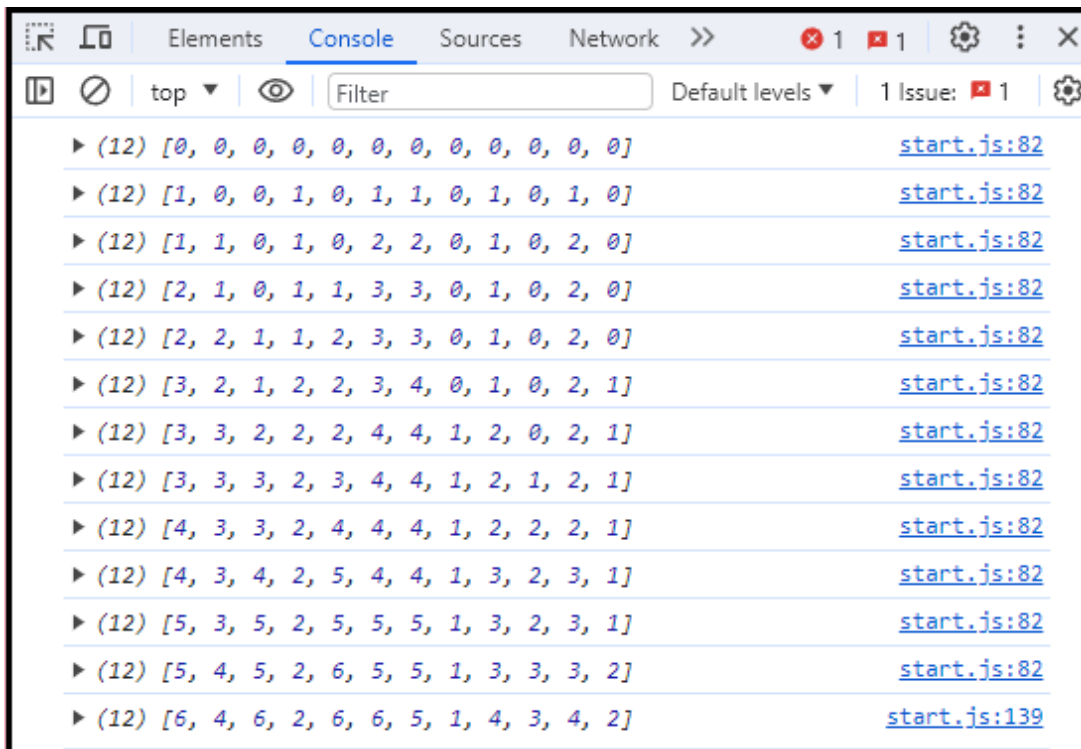 Elements Console Sources Network >> 1 1
top ▼ Filter Default levels ▼ 1 Issue: 1
▶ (12) [0, 0, 0, 0, 0, 0, 0, 0, 0, 0, 0, 0] start.js:82
▶ (12) [1, 0, 0, 1, 0, 1, 1, 0, 1, 0, 1, 0] start.js:82
▶ (12) [1, 1, 0, 1, 0, 2, 2, 0, 1, 0, 2, 0] start.js:82
▶ (12) [2, 1, 0, 1, 1, 3, 3, 0, 1, 0, 2, 0] start.js:82
▶ (12) [2, 2, 1, 1, 2, 3, 3, 0, 1, 0, 2, 0] start.js:82
▶ (12) [3, 2, 1, 2, 2, 3, 4, 0, 1, 0, 2, 1] start.js:82
▶ (12) [3, 3, 2, 2, 2, 4, 4, 1, 2, 0, 2, 1] start.js:82
▶ (12) [3, 3, 3, 2, 3, 4, 4, 1, 2, 1, 2, 1] start.js:82
▶ (12) [4, 3, 3, 2, 4, 4, 4, 1, 2, 2, 2, 1] start.js:82
▶ (12) [4, 3, 4, 2, 5, 4, 4, 1, 3, 2, 3, 1] start.js:82
▶ (12) [5, 3, 5, 2, 5, 5, 5, 1, 3, 2, 3, 1] start.js:82
▶ (12) [5, 4, 5, 2, 6, 5, 5, 1, 3, 3, 3, 2] start.js:82
▶ (12) [6, 4, 6, 2, 6, 6, 5, 1, 4, 3, 4, 2] start.js:139